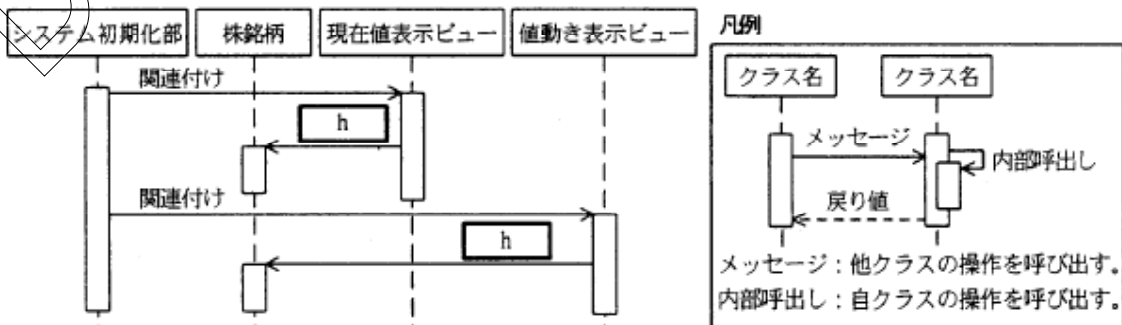 システム初期化部
株銘柄
現在値表示ビュー
値動き表示ビュー
関連付け
h
関連付け
h
凡例
クラス名
クラス名
メッセージ
内部呼出し
戻り値
メッセージ：他クラスの操作を呼び出す。
内部呼出し：自クラスの操作を呼び出す。